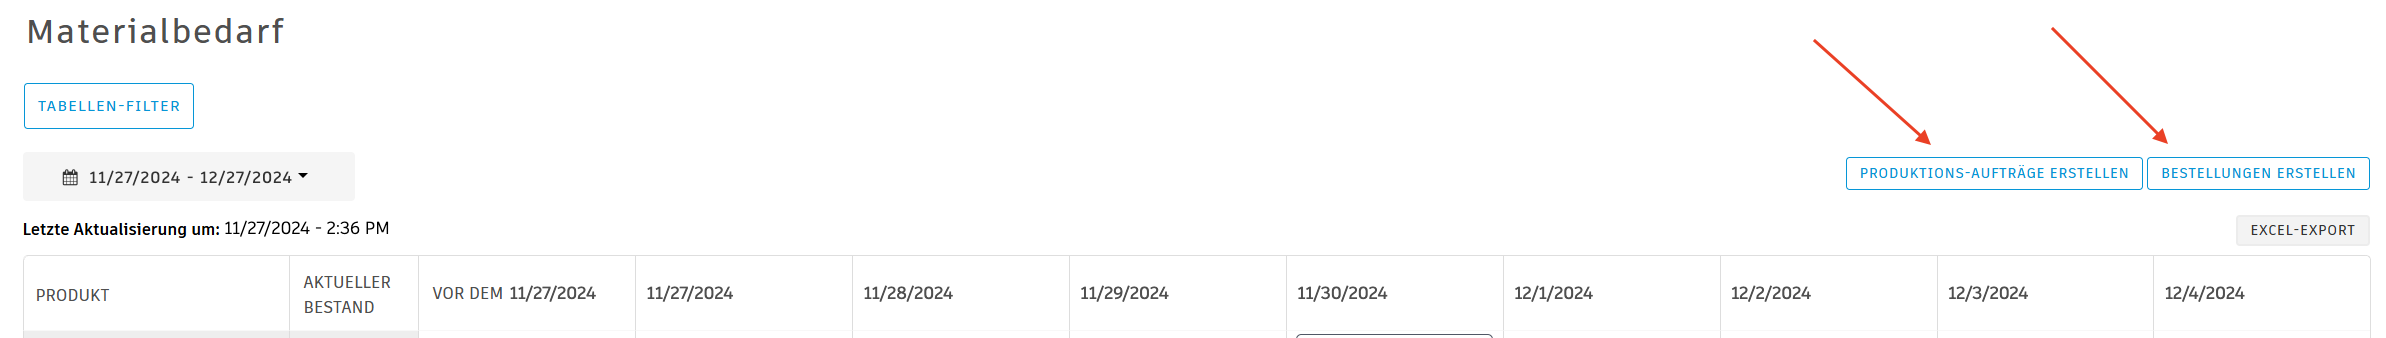 Materialbedarf
TABELLEN-FILTER
11/27/2024 - 12/27/2024
PRODUKTIONS-AUFTRÄGE ERSTELLEN
BESTELLUNGEN ERSTELLEN
Letzte Aktualisierung um: 11/27/2024 - 2:36 PM
EXCEL-EXPORT
PRODUKT
AKTUELLER
BESTAND
VOR DEM 11/27/2024
11/27/2024
11/28/2024
11/29/2024
11/30/2024
12/1/2024
12/2/2024
12/3/2024
12/4/2024